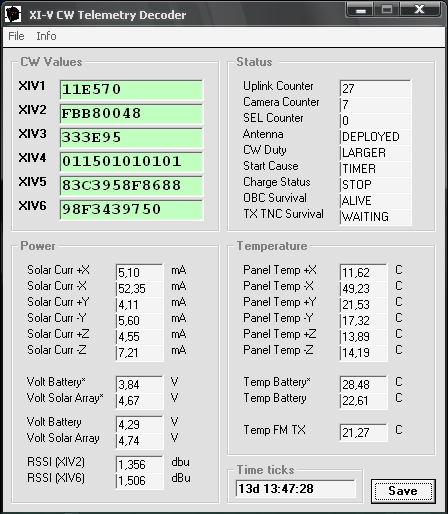 XI-V CW Telemetry Decoder
File Info
CW Values
XIV1 11E570
XIV2 FBB80048
XIV3 333E95
XIV4 011501010101
XIV5 83C3958F8688
XIV6 98F3439750
Status
Uplink Counter 27
Camera Counter 7
SEL Counter 0
Antenna DEPLOYED
CW Duty LARGER
Start Cause TIMER
Charge Status STOP
OBC Survival ALIVE
TX TNC Survival WAITING
Power
Solar Curr +X 5,10 mA
Solar Curr -X 52,35 mA
Solar Curr +Y 4,11 mA
Solar Curr -Y 5,60 mA
Solar Curr +Z 4,55 mA
Solar Curr -Z 7,21 mA
Volt Battery* 3,84 V
Volt Solar Array* 4,67 V
Volt Battery 4,29 V
Volt Solar Array 4,74 V
RSSI (XIV2) 1,356 dbu
RSSI (XIV6) 1,506 dBu
Temperature
Panel Temp +X 11,62 C
Panel Temp -X 49,23 C
Panel Temp +Y 21,53 C
Panel Temp -Y 17,32 C
Panel Temp +Z 13,89 C
Panel Temp -Z 14,19 C
Temp Battery* 28,48 C
Temp Battery 22,61 C
Temp FM TX 21,27 C
Time ticks
13d 13:47:28
Save